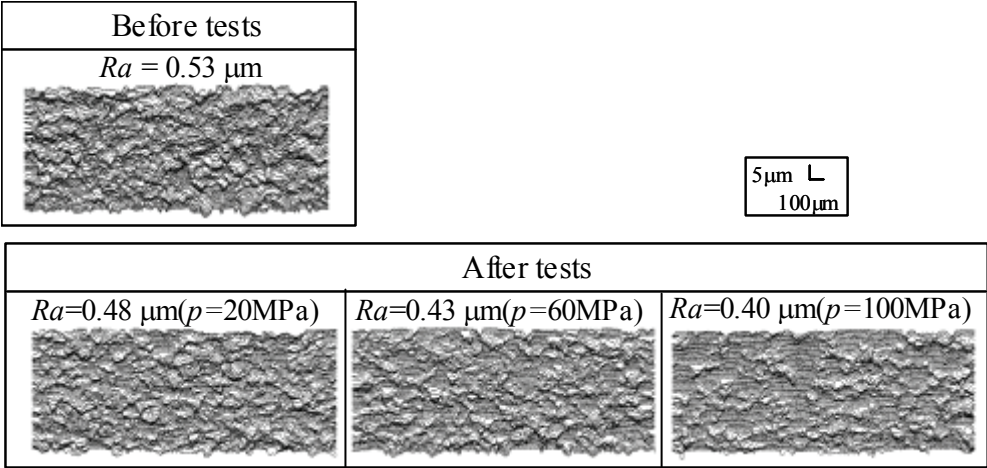 Before tests
Ra = 0.53 μm
5μm
100μm
After tests
Ra=0.48 μm(p=20MPa)
Ra=0.43 μm(p=60MPa)
Ra=0.40 μm(p=100MPa)